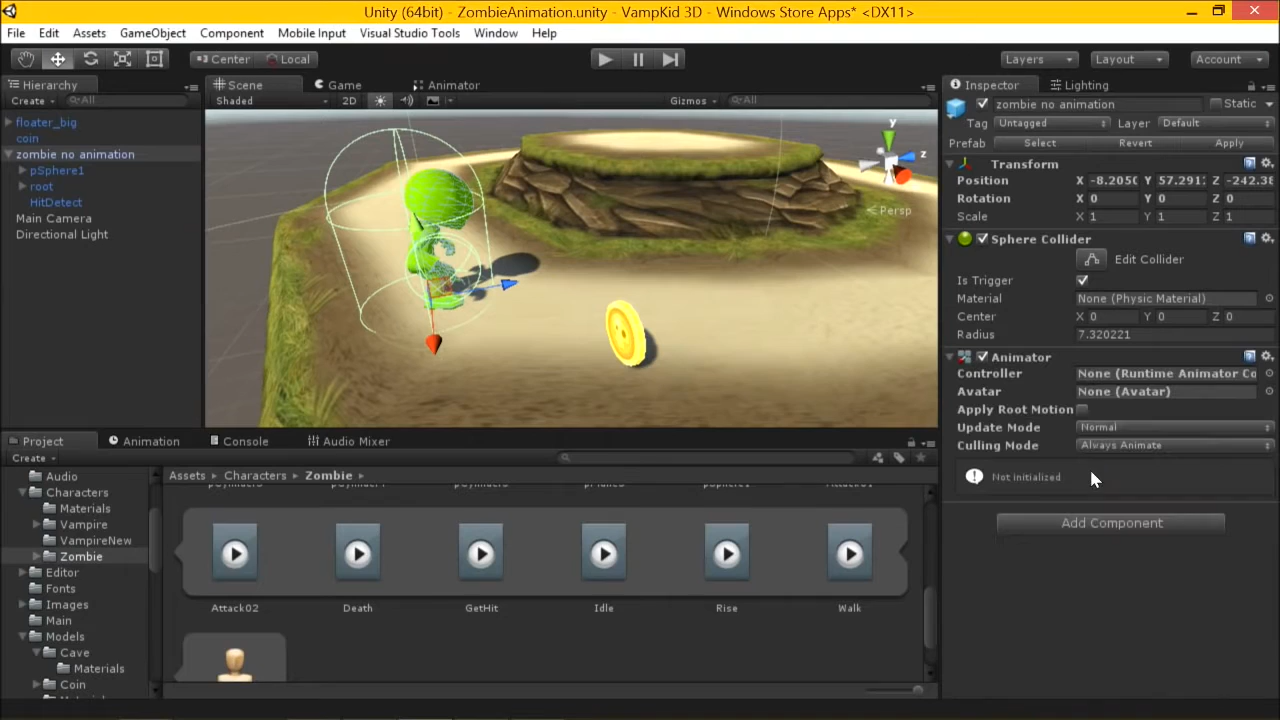 Unity (64bit) - ZombieAnimation.unity - VampKid 3D - Windows Store Apps* <DX11>
File Edit Assets GameObject Component Mobile Input Visual Studio Tools Window Help
Center Local Layers Layout Account
Hierarchy Scene Game Animator Inspector Lighting
Create All Shaded 2D Gizmos All
zombie no animation Static
Tag Untagged Layer Default
Prefab Select Revert Apply
floater_big
coin
zombie no animation
pSphere1
root
HitDetect
Main Camera
Directional Light
y
z
Persp
Transform
Position X -8.2050 Y 57.291 Z -242.38
Rotation X 0 Y 0 Z 0
Scale X 1 Y 1 Z 1
Sphere Collider
Edit Collider
Is Trigger
Material None (Physic Material)
Center X 0 Y 0 Z 0
Radius 7.320221
Animator
Controller None (Runtime Animator Co
Avatar None (Avatar)
Apply Root Motion
Update Mode Normal
Culling Mode Always Animate
Not initialized
Add Component
Project Animation Console Audio Mixer
Create
Audio
Characters
Materials
Vampire
VampireNew
Zombie
Editor
Fonts
Images
Main
Models
Cave
Materials
Coin
Assets Characters Zombie
Attack02 Death GetHit Idle Rise Walk